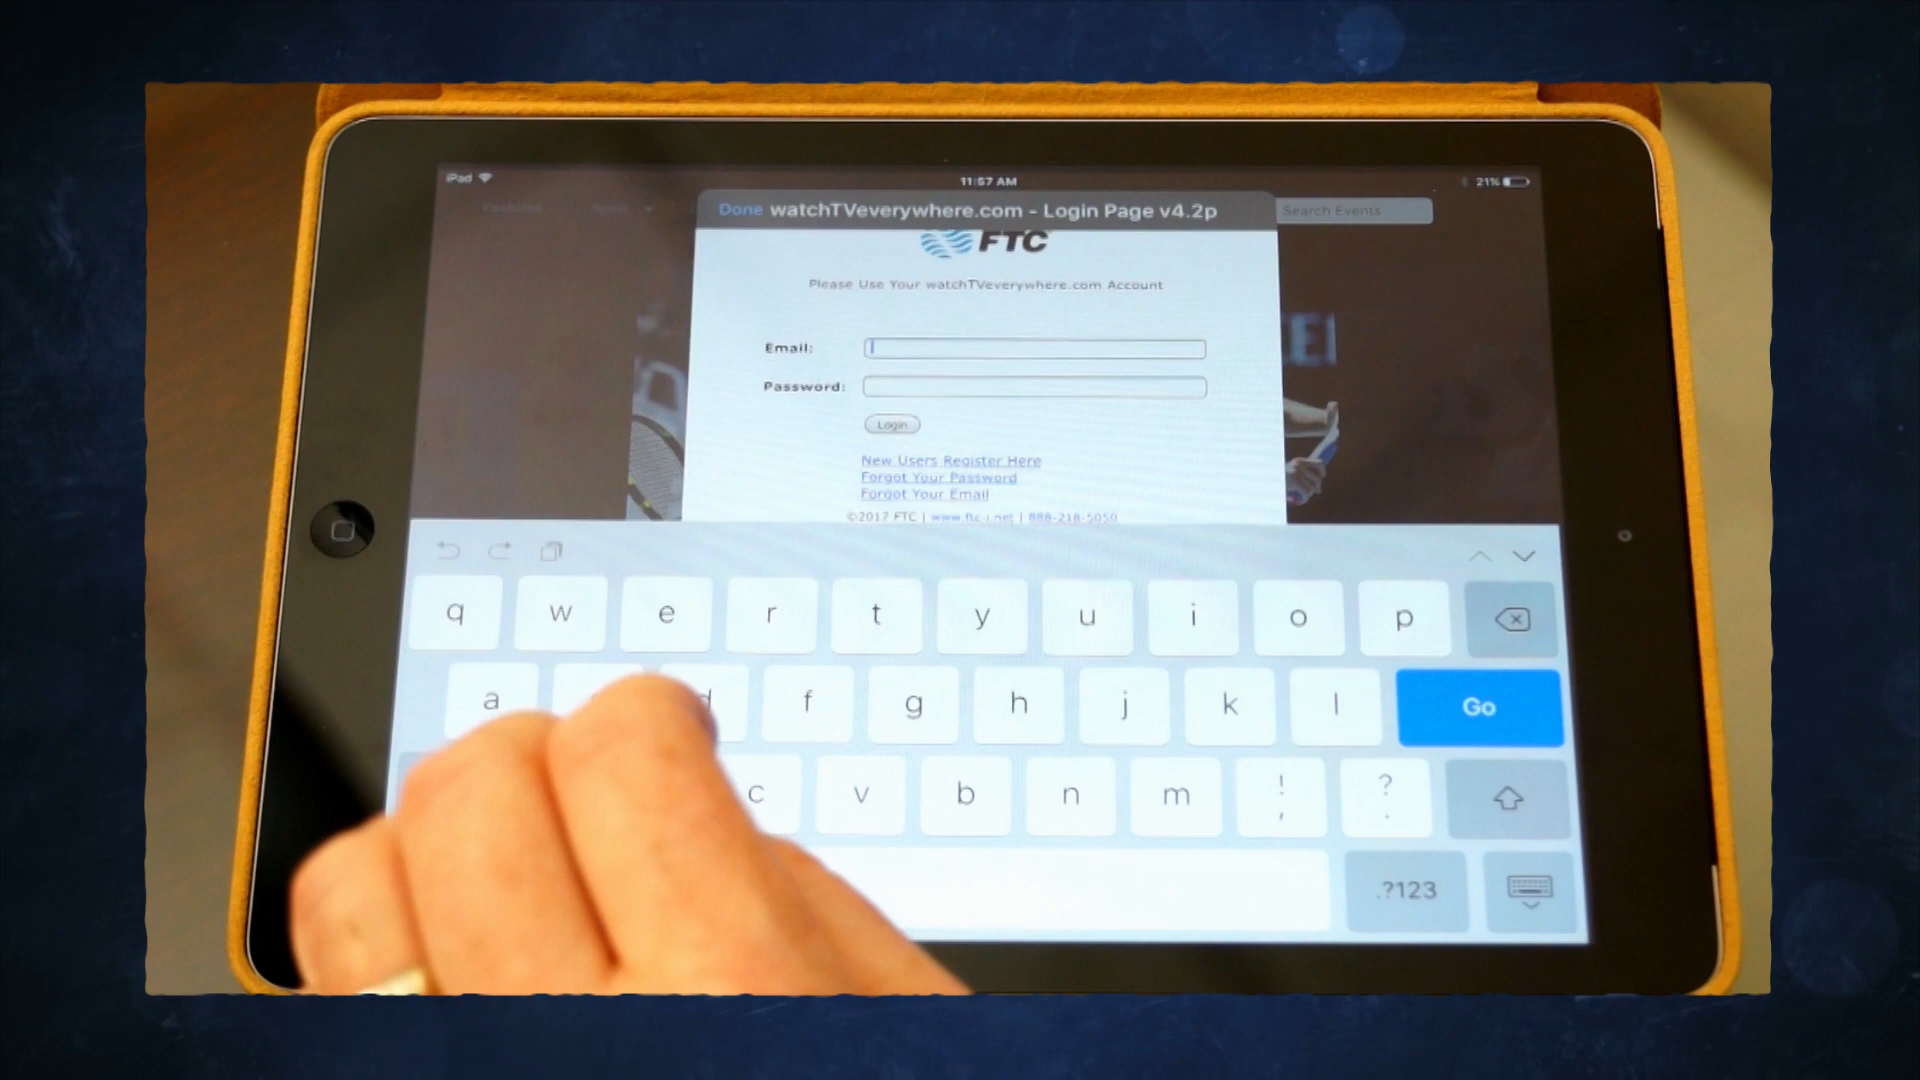 iPad
11:57 AM
21%
Featured
Sports
Done watchTVeverywhere.com - Login Page v4.2p
Search Events
FTC
Please Use Your watchTVeverywhere.com Account
Email:
Password:
Login
New Users Register Here
Forgot Your Password
Forgot Your Email
©2017 FTC | www.ftc-i.net | 888-218-5050
q w e r t y u i o p
a d f g h j k l Go
c v b n m ! , ? .
.?123